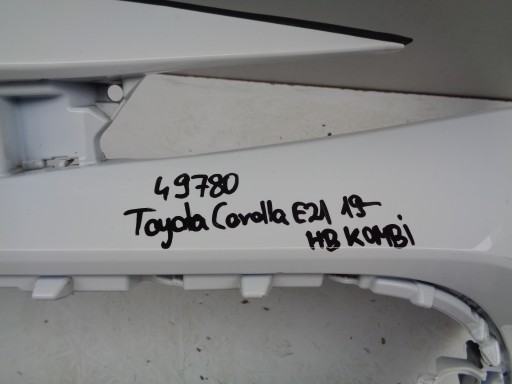 49780
Toyota Corolla E21 19-
HB KOMBi